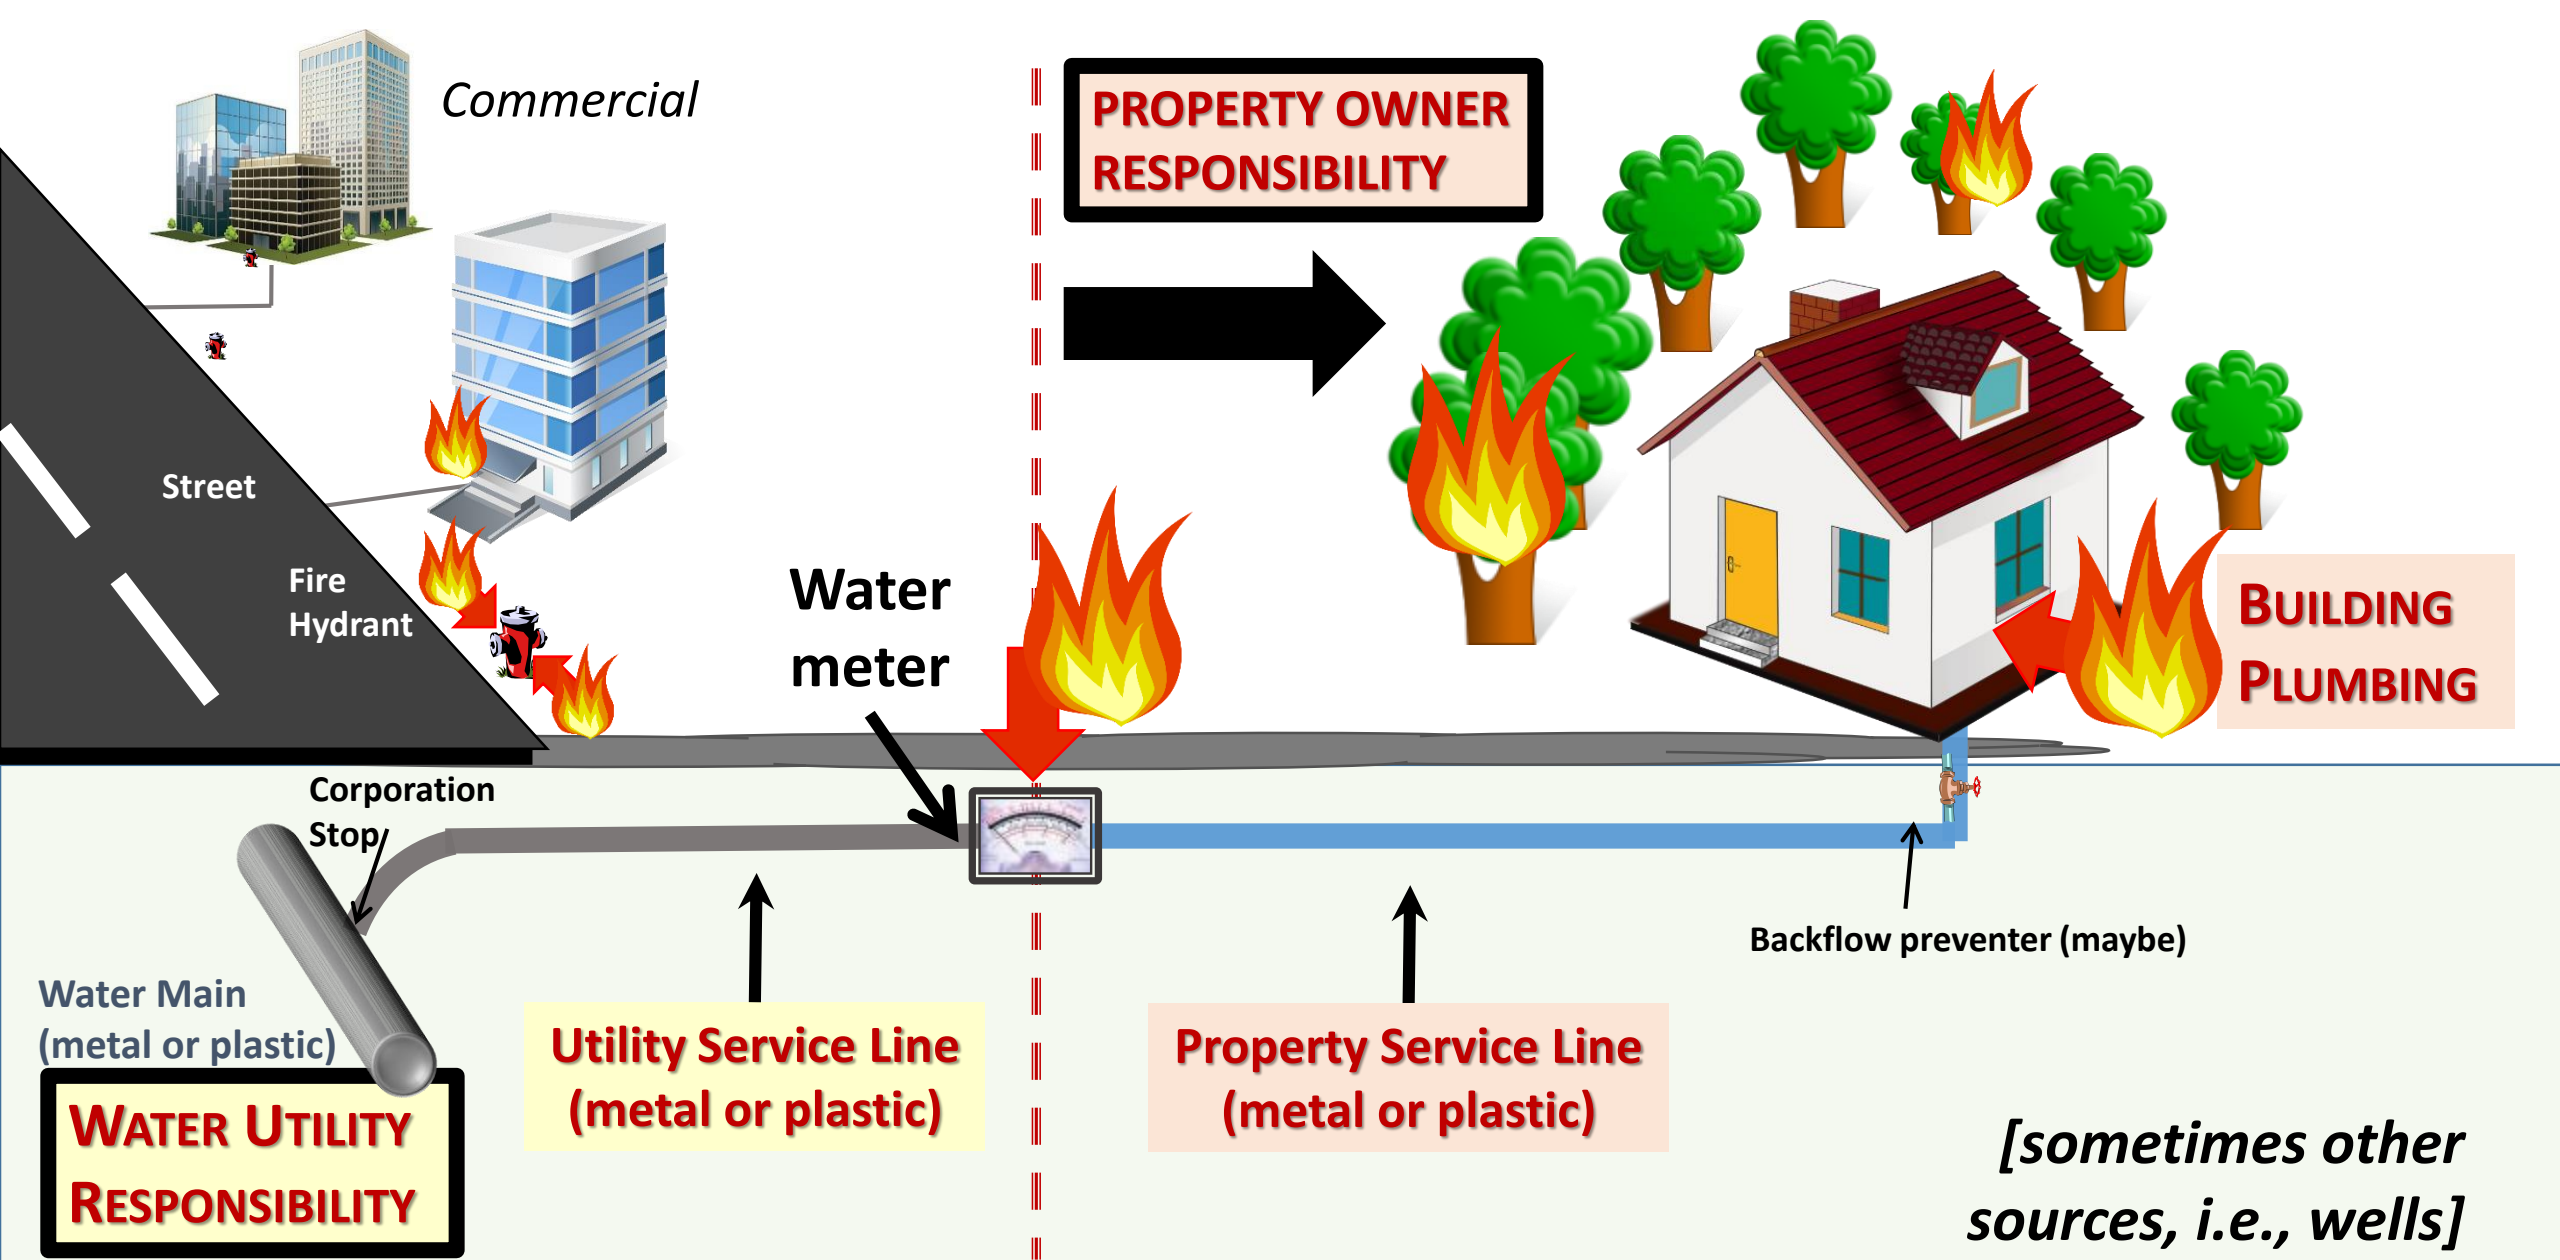 Commercial
PROPERTY OWNER
RESPONSIBILITY
Street
Fire
Hydrant
Water
meter
BUILDING
PLUMBING
Corporation
Stop
Backflow preventer (maybe)
Water Main
(metal or plastic)
Utility Service Line
(metal or plastic)
Property Service Line
(metal or plastic)
WATER UTILITY
RESPONSIBILITY
[sometimes other
sources, i.e., wells]